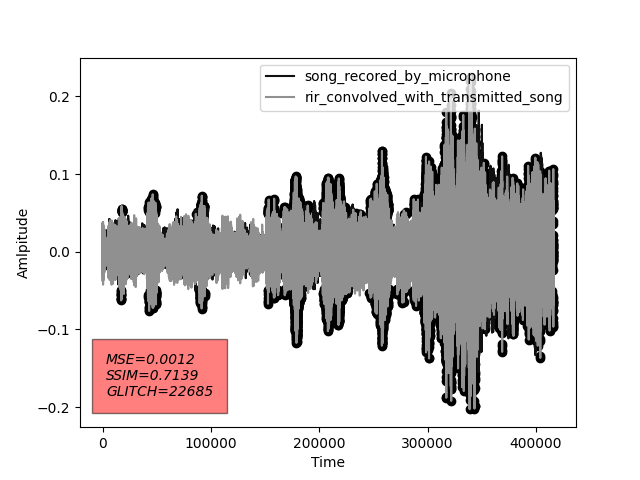 song_recored_by_microphone
rir_convolved_with_transmitted_song
0.2
0.1
0.0
−0.1
−0.2
Amlpitude
MSE=0.0012
SSIM=0.7139
GLITCH=22685
0 100000 200000 300000 400000
Time